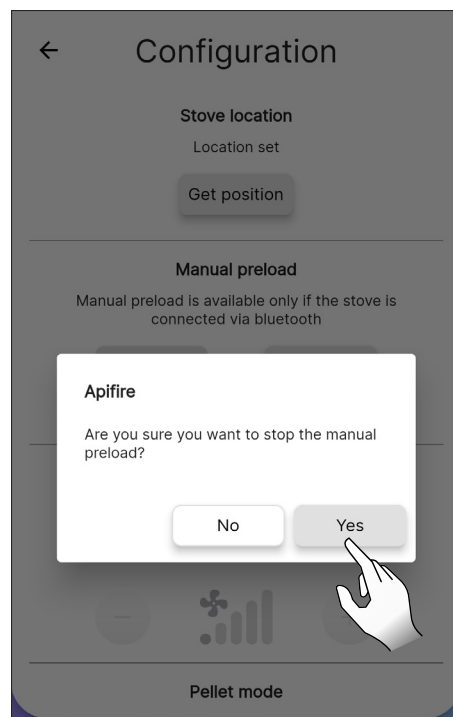 Configuration
Stove location
Location set
Get position
Manual preload
Manual preload is available only if the stove is
connected via bluetooth
Apifire
Are you sure you want to stop the manual
preload?
No
Yes
Pellet mode